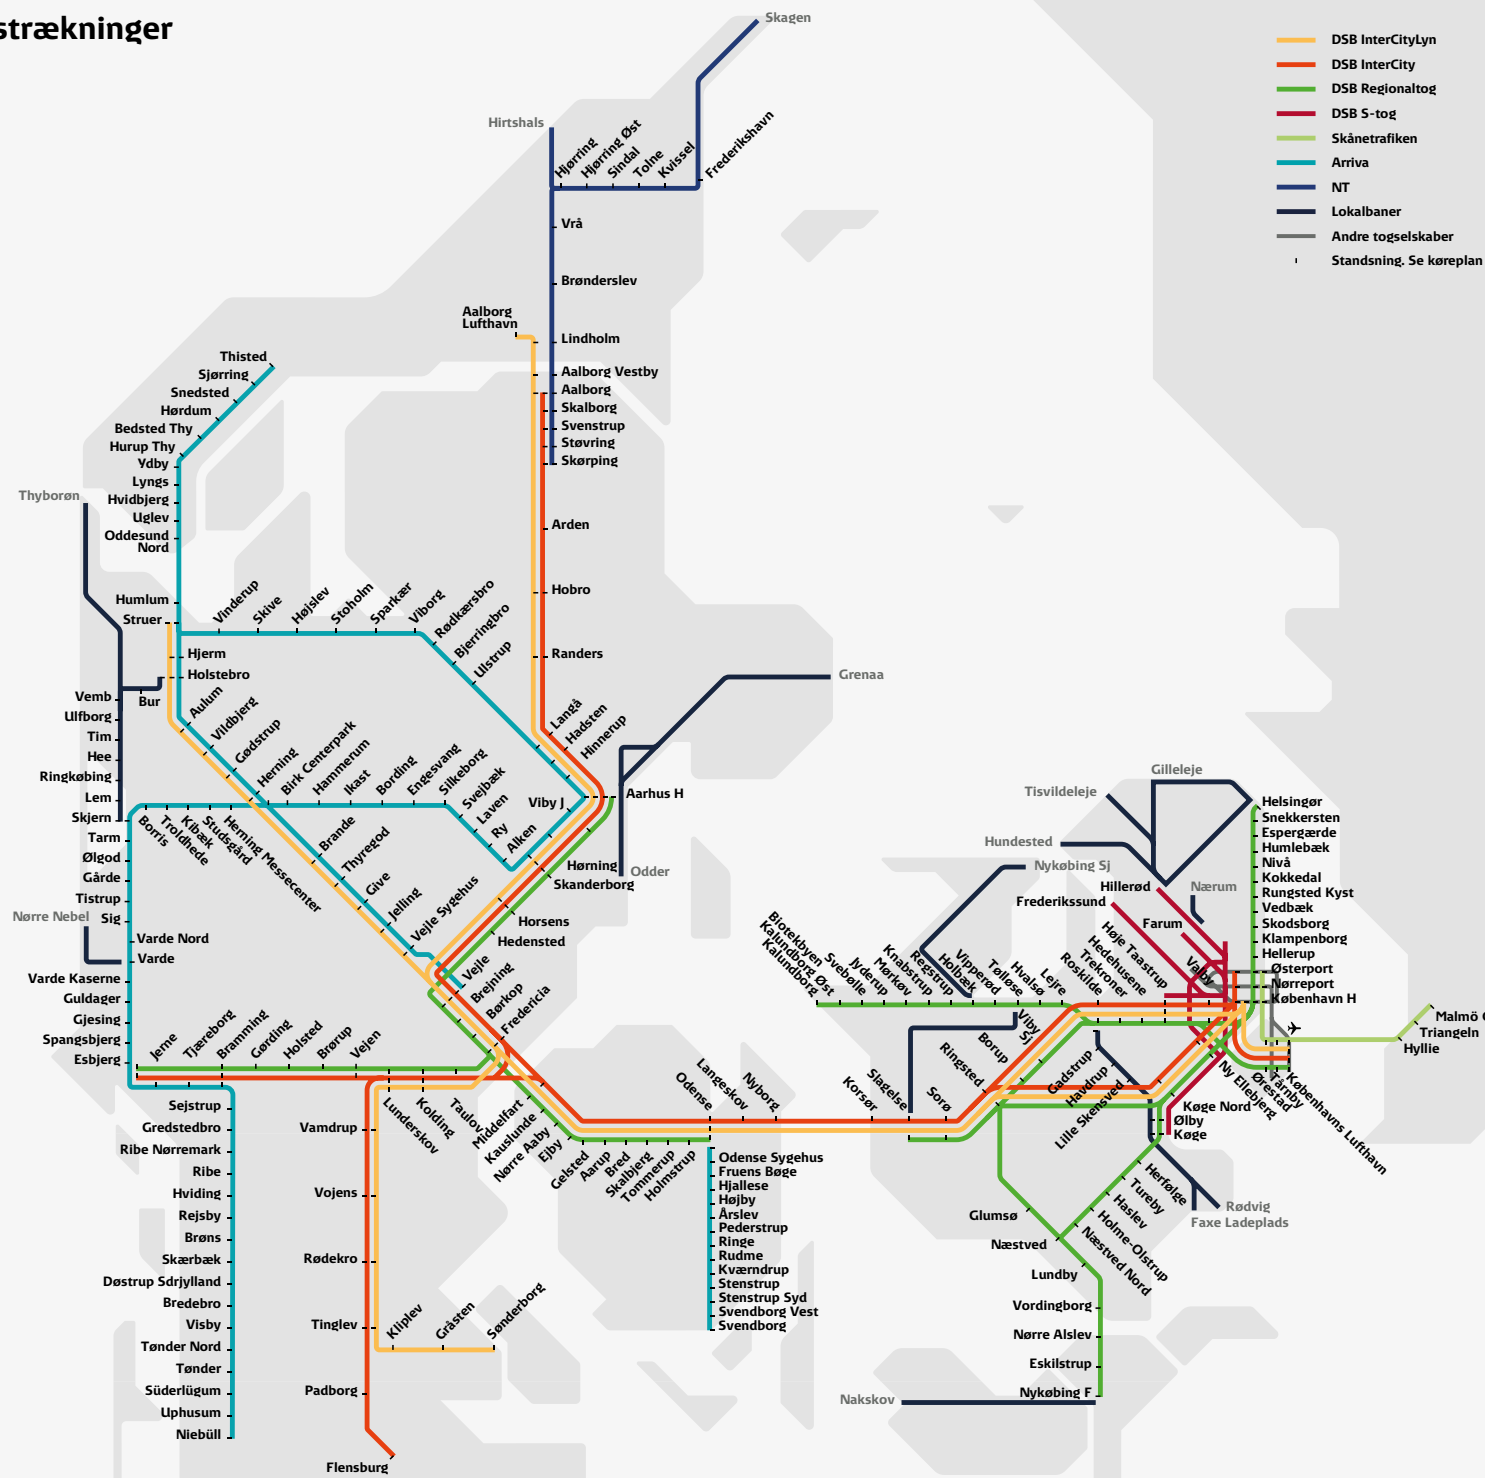 strækninger
Skagen
DSB InterCityLyn
DSB InterCity
DSB Regionaltog
DSB S-tog
Skånetrafiken
Arriva
NT
Lokalbaner
Andre togselskaber
Standsning. Se køreplan
Hirtshals
Hjørring
Hjørring Øst
Sindal
Tolne
Kvissel
Frederikshavn
Vrå
Brønderslev
Aalborg
Lufthavn
Lindholm
Aalborg Vestby
Aalborg
Skalborg
Svenstrup
Støvring
Skørping
Arden
Hobro
Randers
Langå
Hadsten
Hinnerup
Aarhus H
Viby J
Grenaa
Odder
Hørning
Skanderborg
Horsens
Hedensted
Thisted
Sjørring
Snedsted
Hørdum
Bedsted Thy
Hurup Thy
Ydby
Lyngs
Hvidbjerg
Uglev
Oddesund
Nord
Humlum
Struer
Thyborøn
Vinderup
Skive
Højslev
Stoholm
Sparkær
Viborg
Rødkærsbro
Bjerringbro
Ulstrup
Hjerm
Holstebro
Bur
Vemb
Ulfborg
Tim
Hee
Ringkøbing
Lem
Skjern
Tarm
Ølgod
Gårde
Tistrup
Sig
Nørre Nebel
Varde Nord
Varde
Varde Kaserne
Guldager
Gjesing
Spangsbjerg
Esbjerg
Aulum
Vildbjerg
Gødstrup
Herning
Birk Centerpark
Hammerum
Ikast
Bording
Engesvang
Silkeborg
Svejbæk
Laven
Ry
Alken
Borris
Troldhede
Kibæk
Studsgård
Herning Messecenter
Brande
Thyregod
Give
Jelling
Vejle Sygehus
Vejle
Brejning
Børkop
Fredericia
Jerne
Tjæreborg
Bramming
Gørding
Holsted
Brørup
Vejen
Lunderskov
Kolding
Taulov
Middelfart
Kauslunde
Nørre Aaby
Ejby
Gelsted
Aarup
Bred
Skalbjerg
Tommerup
Holmstrup
Odense
Langeskov
Nyborg
Korsør
Slagelse
Sorø
Ringsted
Borup
Viby
Sj
Sejstrup
Gredstedbro
Ribe Nørremark
Ribe
Hviding
Rejsby
Brøns
Skærbæk
Døstrup Sdrjylland
Bredebro
Visby
Tønder Nord
Tønder
Süderlügum
Uphusum
Niebüll
Vamdrup
Vojens
Rødekro
Tinglev
Padborg
Flensburg
Kliplev
Gråsten
Sønderborg
Odense Sygehus
Fruens Bøge
Hjallese
Højby
Årslev
Pederstrup
Ringe
Rudme
Kværndrup
Stenstrup
Stenstrup Syd
Svendborg Vest
Svendborg
Gilleleje
Tisvildeleje
Hundested
Nykøbing Sj
Hillerød
Frederikssund
Nærum
Farum
Helsingør
Snekkersten
Espergærde
Humlebæk
Nivå
Kokkedal
Rungsted Kyst
Vedbæk
Skodsborg
Klampenborg
Hellerup
Østerport
Nørreport
København H
Valby
Kalundborg
Kalundborg Øst
Biotekbyen
Svebølle
Jyderup
Mørkøv
Knabstrup
Regstrup
Holbæk
Vipperød
Tølløse
Hvalsø
Lejre
Roskilde
Trekroner
Hedehusene
Høje Taastrup
Malmö C
Triangeln
Hyllie
Københavns Lufthavn
Tårnby
Ørestad
Ny Ellebjerg
Gadstrup
Havdrup
Lille Skensved
Køge Nord
Ølby
Køge
Herfølge
Tureby
Haslev
Holme-Olstrup
Næstved Nord
Rødvig
Faxe Ladeplads
Glumsø
Næstved
Lundby
Vordingborg
Nørre Alslev
Eskilstrup
Nykøbing F
Nakskov